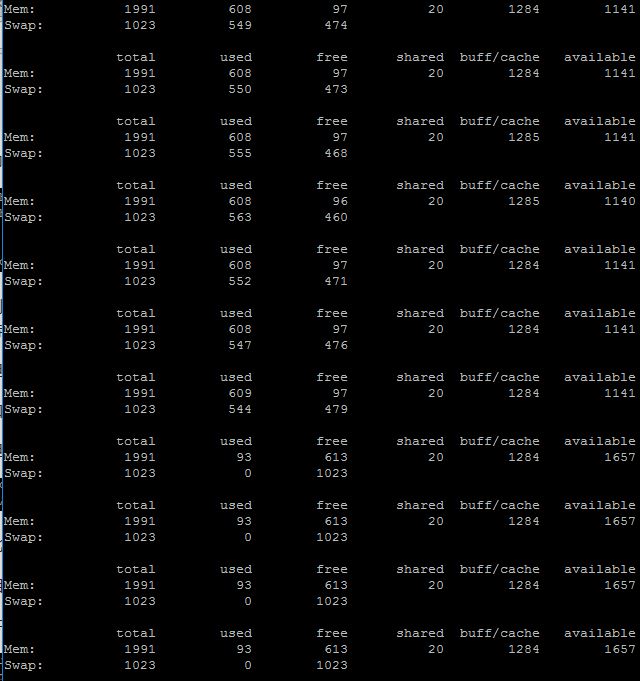 Mem: 1991 608 97 20 1284 1141
Swap: 1023 549 474
total used free shared buff/cache available
Mem: 1991 608 97 20 1284 1141
Swap: 1023 550 473
total used free shared buff/cache available
Mem: 1991 608 97 20 1285 1141
Swap: 1023 555 468
total used free shared buff/cache available
Mem: 1991 608 96 20 1285 1140
Swap: 1023 563 460
total used free shared buff/cache available
Mem: 1991 608 97 20 1284 1141
Swap: 1023 552 471
total used free shared buff/cache available
Mem: 1991 608 97 20 1284 1141
Swap: 1023 547 476
total used free shared buff/cache available
Mem: 1991 609 97 20 1284 1141
Swap: 1023 544 479
total used free shared buff/cache available
Mem: 1991 93 613 20 1284 1657
Swap: 1023 0 1023
total used free shared buff/cache available
Mem: 1991 93 613 20 1284 1657
Swap: 1023 0 1023
total used free shared buff/cache available
Mem: 1991 93 613 20 1284 1657
Swap: 1023 0 1023
total used free shared buff/cache available
Mem: 1991 93 613 20 1284 1657
Swap: 1023 0 1023